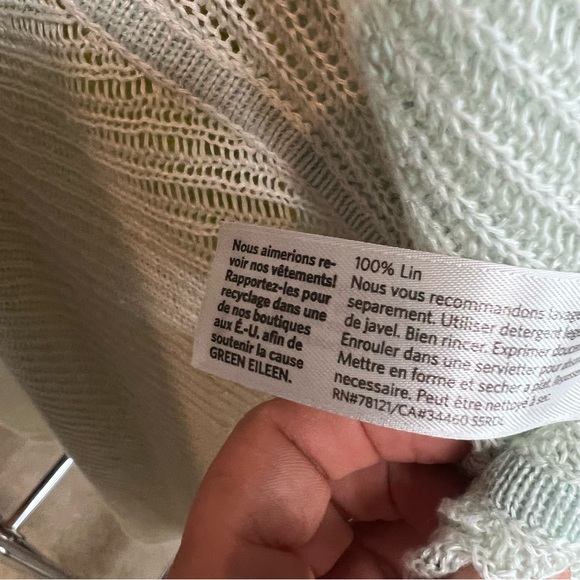 Nous aimerions re-
voir nos vêtements!
Rapportez-les pour
recyclage dans une
de nos boutiques
aux É.-U. afin de
soutenir la cause
GREEN EILEEN.
100% Lin
Nous vous recommandons lavage
separement. Utiliser detergent
de javel. Bien rincer. Exprimer
Enrouler dans une serviette pour
Mettre en forme et secher a plat.
necessaire. Peut être nettoyé a sec.
RN#78121/CA#34460